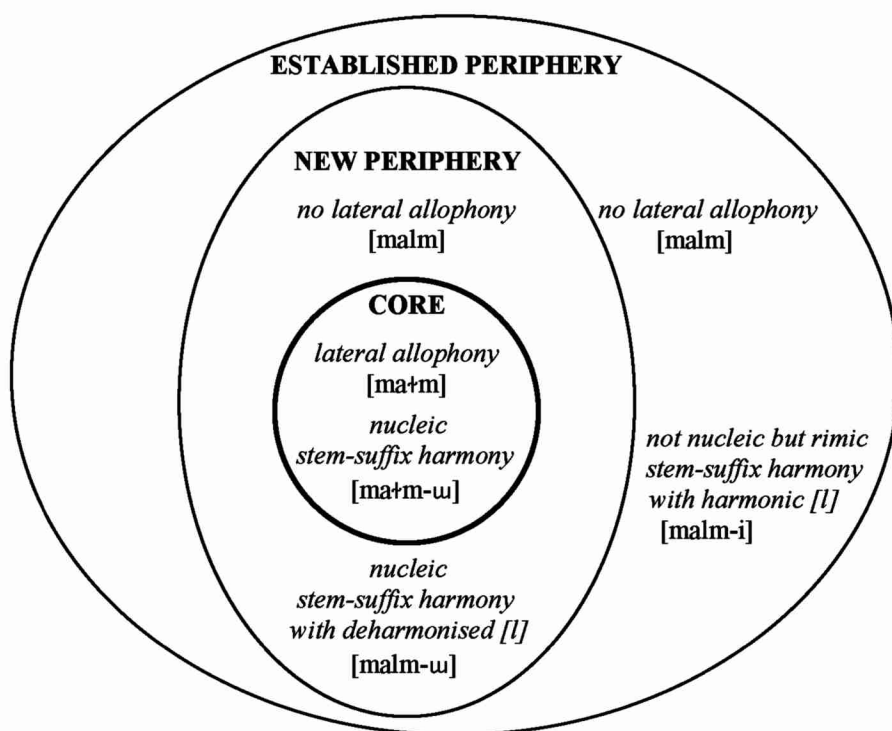 ESTABLISHED PERIPHERY
NEW PERIPHERY
no lateral allophony
[malm]
no lateral allophony
[malm]
CORE
lateral allophony
[maɫm]
nucleic
stem-suffix harmony
[maɫm-ɯ]
not nucleic but rimic
stem-suffix harmony
with harmonic [l]
[malm-i]
nucleic
stem-suffix harmony
with deharmonised [l]
[malm-ɯ]